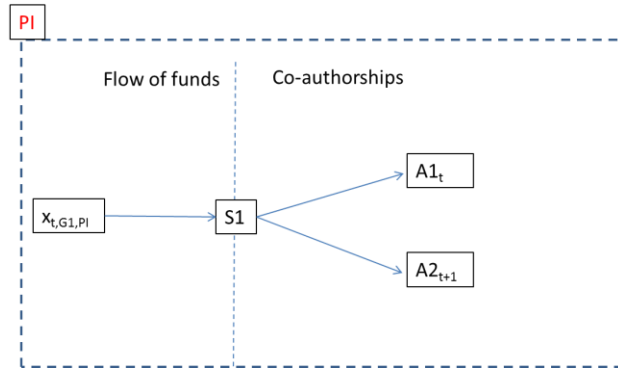 PI
Flow of funds
Co-authorships
A1t
xt,G1,PI
S1
A2t+1